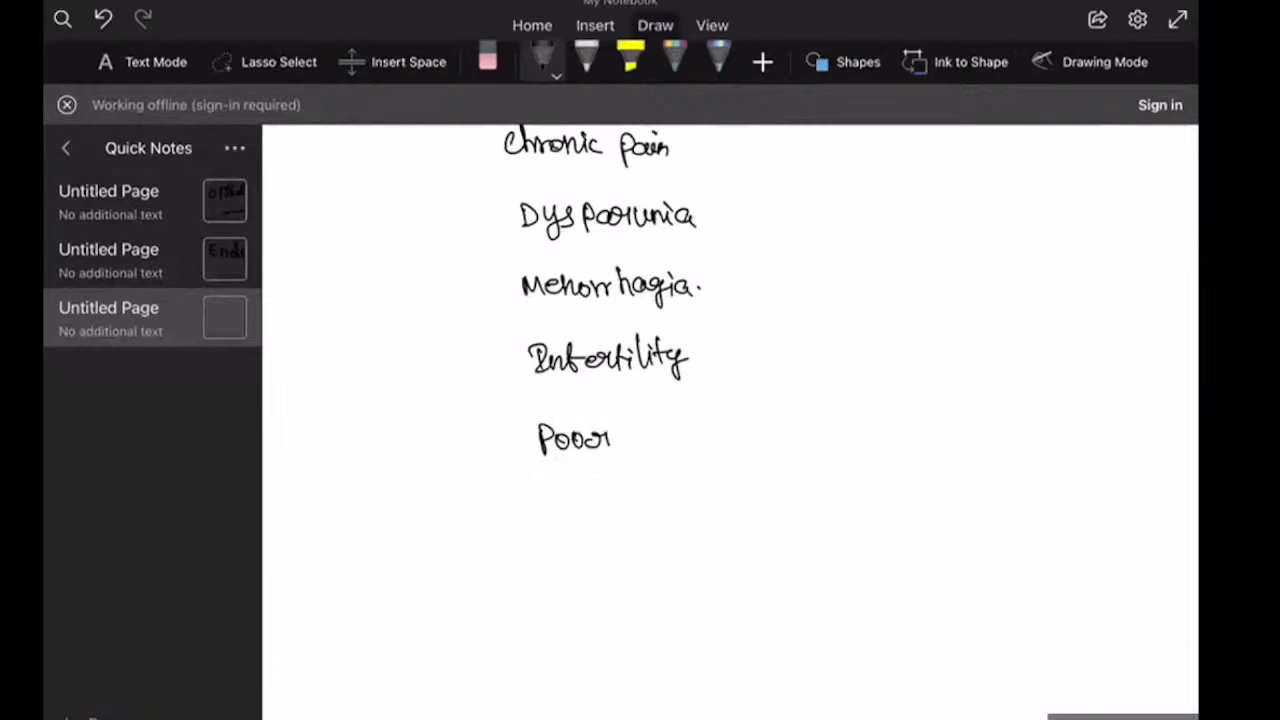 My Notebook
Home Insert Draw View
Text Mode Lasso Select Insert Space Shapes Ink to Shape Drawing Mode
Working offline (sign-in required) Sign in
Quick Notes
Untitled Page
No additional text
Untitled Page
No additional text
Untitled Page
No additional text
Chronic pain
Dysparunia
Menorrhagia.
Infertility
Pooor